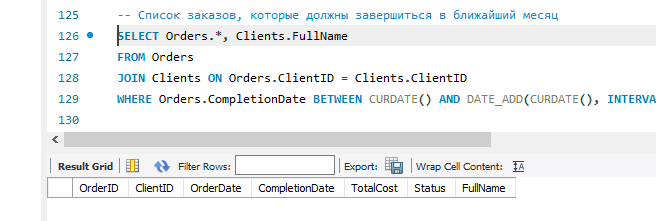 125 -- Список заказов, которые должны завершиться в ближайший месяц
126 SELECT Orders.*, Clients.FullName
127 FROM Orders
128 JOIN Clients ON Orders.ClientID = Clients.ClientID
129 WHERE Orders.CompletionDate BETWEEN CURDATE() AND DATE_ADD(CURDATE(), INTERVA
130
Result Grid Filter Rows: Export: Wrap Cell Content:
OrderID ClientID OrderDate CompletionDate TotalCost Status FullName